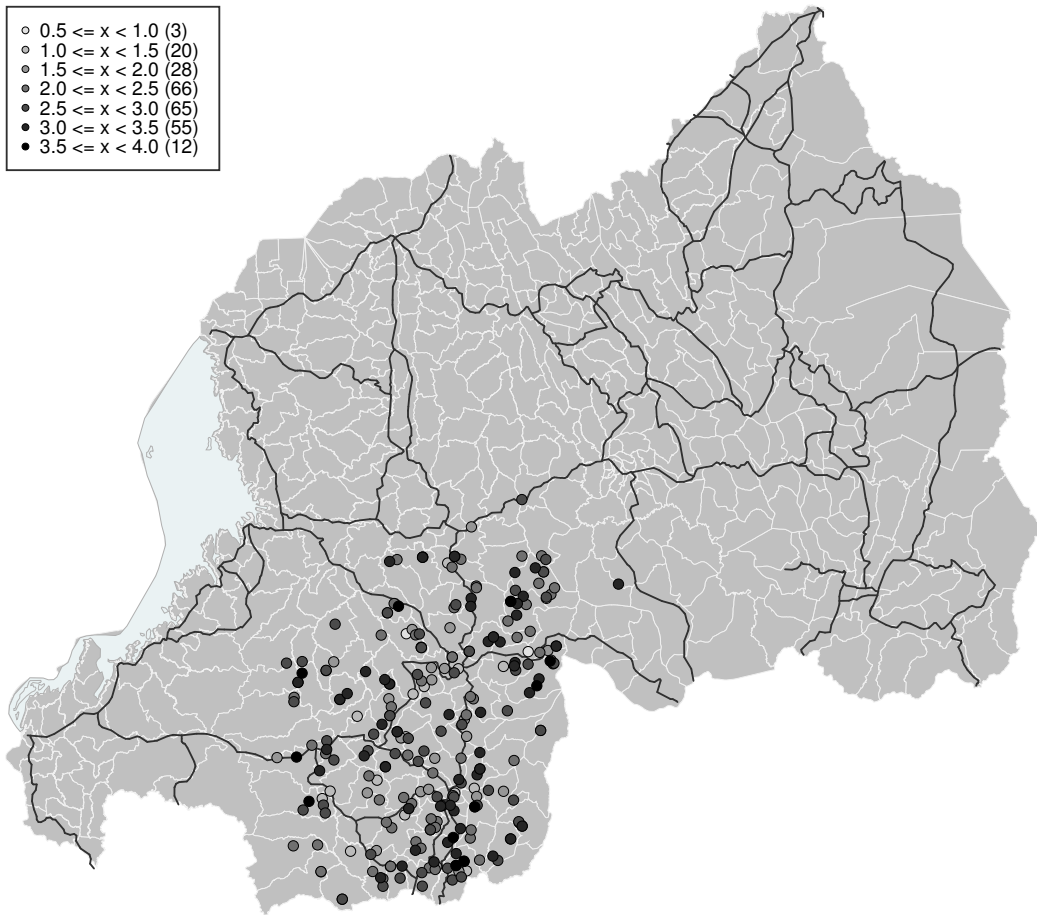 0.5 <= x < 1.0 (3)
1.0 <= x < 1.5 (20)
1.5 <= x < 2.0 (28)
2.0 <= x < 2.5 (66)
2.5 <= x < 3.0 (65)
3.0 <= x < 3.5 (55)
3.5 <= x < 4.0 (12)